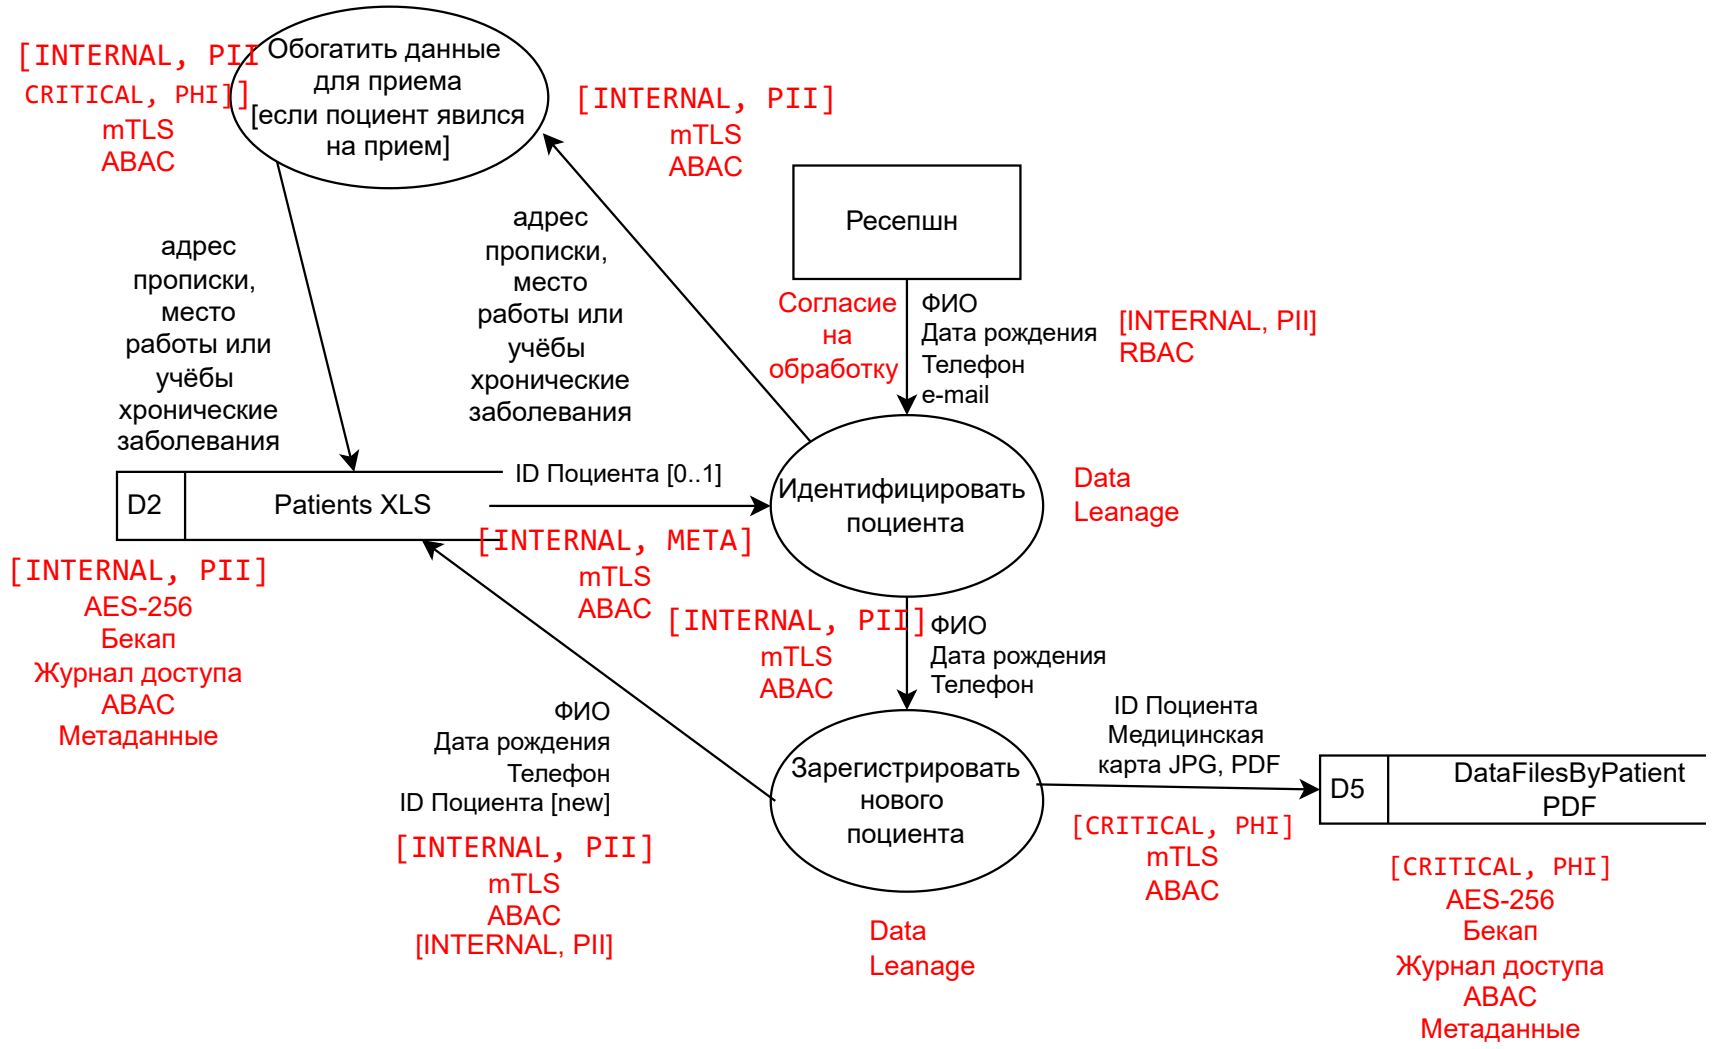 [INTERNAL, PII
CRITICAL, PHI]]
mTLS
ABAC
Обогатить данные
для приема
[если поциент явился
на прием]
[INTERNAL, PII]
mTLS
ABAC
Ресепшн
адрес
прописки,
место
работы или
учёбы
хронические
заболевания
адрес
прописки,
место
работы или
учёбы
хронические
заболевания
Согласие
на
обработку
ФИО
Дата рождения
Телефон
e-mail
[INTERNAL, PII]
RBAC
D2
Patients XLS
ID Поциента [0..1]
[INTERNAL, META]
mTLS
ABAC
Идентифицировать
поциента
Data
Leanage
[INTERNAL, PII]
AES-256
Бекап
Журнал доступа
ABAC
Метаданные
[INTERNAL, PII]
mTLS
ABAC
ФИО
Дата рождения
Телефон
ФИО
Дата рождения
Телефон
ID Поциента [new]
[INTERNAL, PII]
mTLS
ABAC
[INTERNAL, PII]
Зарегистрировать
нового
поциента
Data
Leanage
ID Поциента
Медицинская
карта JPG, PDF
[CRITICAL, PHI]
mTLS
ABAC
D5
DataFilesByPatient
PDF
[CRITICAL, PHI]
AES-256
Бекап
Журнал доступа
ABAC
Метаданные